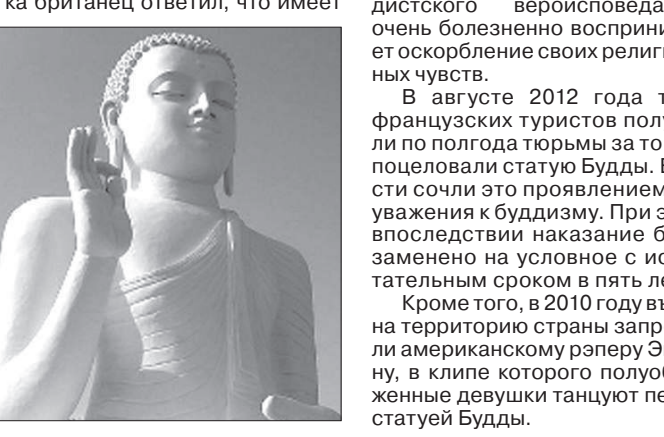 ка британец ответил, что имеет
дистского вероисповеда
очень болезненно восприни
ет оскорбление своих религи
ных чувств.
В августе 2012 года т
французских туристов полу
ли по полгода тюрьмы за то
поцеловали статую Будды. В
сти сочли это проявлением
уважения к буддизму. При э
впоследствии наказание б
заменено на условное с ис
тательным сроком в пять ле
Кроме того, в 2010 году въ
на территорию страны запр
ли американскому рэперу Э
ну, в клипе которого полуо
женные девушки танцуют пе
статуей Будды.